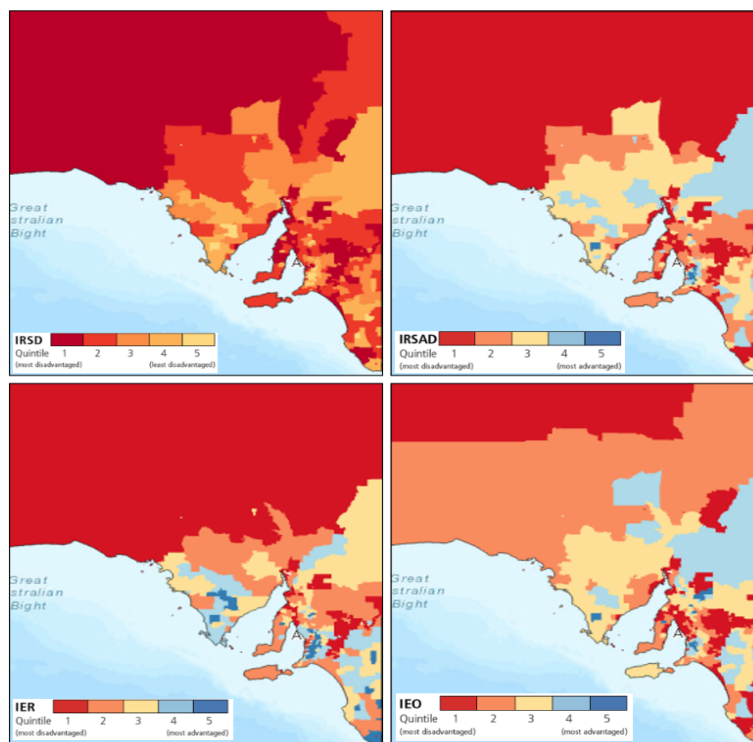 Great
stralian
Bight
A
IRSD
Quintile 1 2 3 4 5
(most disadvantaged) (least disadvantaged)
Great
stralian
Bight
A
IRSAD
Quintile 1 2 3 4 5
(most disadvantaged) (most advantaged)
Great
stralian
Bight
A
IER
Quintile 1 2 3 4 5
(most disadvantaged) (most advantaged)
Great
stralian
Bight
A
IEO
Quintile 1 2 3 4 5
(most disadvantaged) (most advantaged)